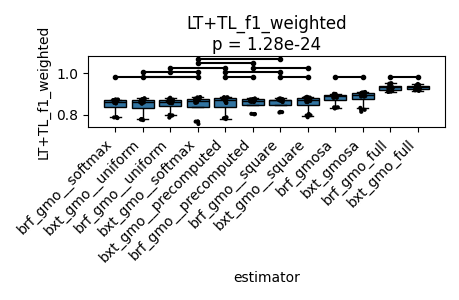 LT+TL_f1_weighted
p = 1.28e-24
LT+TL_f1_weighted
1.0
0.8
brf_gmo__softmax
bxt_gmo__uniform
brf_gmo__uniform
bxt_gmo__softmax
bxt_gmo__precomputed
brf_gmo__precomputed
brf_gmo__square
bxt_gmo__square
brf_gmosa
bxt_gmosa
brf_gmo_full
bxt_gmo_full
estimator